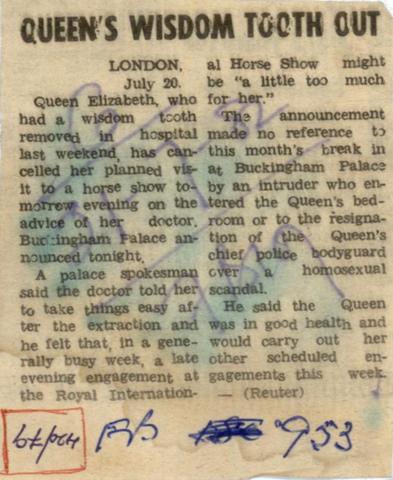 QUEEN'S WISDOM TOOTH OUT
LONDON,
July 20.
Queen Elizabeth, who
had a wisdom tooth
removed in hospital
last weekend, has can-
celled her planned vis-
it to a horse show to-
morrow evening on the
advice of her doctor.
Buckingham Palace an-
nounced tonight.
A palace spokesman
said the doctor told her
to take things easy af-
ter the extraction and
he felt that, in a gene-
rally busy week, a late
evening engagement at
the Royal Internation-
al Horse Show might
be "a little too much
for her."
The announcement
made no reference to
this month's break in
at Buckingham Palace
by an intruder who en-
tered the Queen's bed-
room or to the resigna-
tion of the Queen's
chief police bodyguard
over a homosexual
scandal.
He said the Queen
was in good health and
would carry out her
other scheduled en-
gagements this week.
— (Reuter)
953